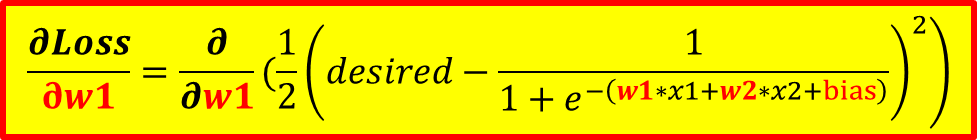 ∂Loss/∂w1 = ∂/∂w1 (1/2 (desired − 1/(1 + e^−(w1∗x1+w2∗x2+bias)))^2)